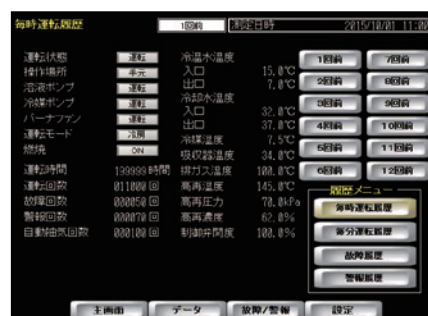 毎時運転履歴 1回前 測定日時 2015/10/01 11:00
運転状態 運転
操作場所 手元
溶液ポンプ 運転
冷媒ポンプ 運転
バーナファン 運転
運転モード 冷房
燃焼 ON
運転時間 199999 時間
運転回数 011000 回
故障回数 000050 回
警報回数 000070 回
自動抽気回数 000100 回
冷温水温度
入口 15.0℃
出口 7.0℃
冷却水温度
入口 32.0℃
出口 37.0℃
冷媒温度 7.5℃
吸収器温度 34.0℃
排ガス温度 100.0℃
高再温度 145.0℃
高再圧力 70.0kPa
高再濃度 62.0%
制御弁開度 100.0%
1回前 7回前
2回前 8回前
3回前 9回前
4回前 10回前
5回前 11回前
6回前 12回前
履歴メニュー
毎時運転履歴
毎分運転履歴
故障履歴
警報履歴
主画面 データ 故障/警報 設定